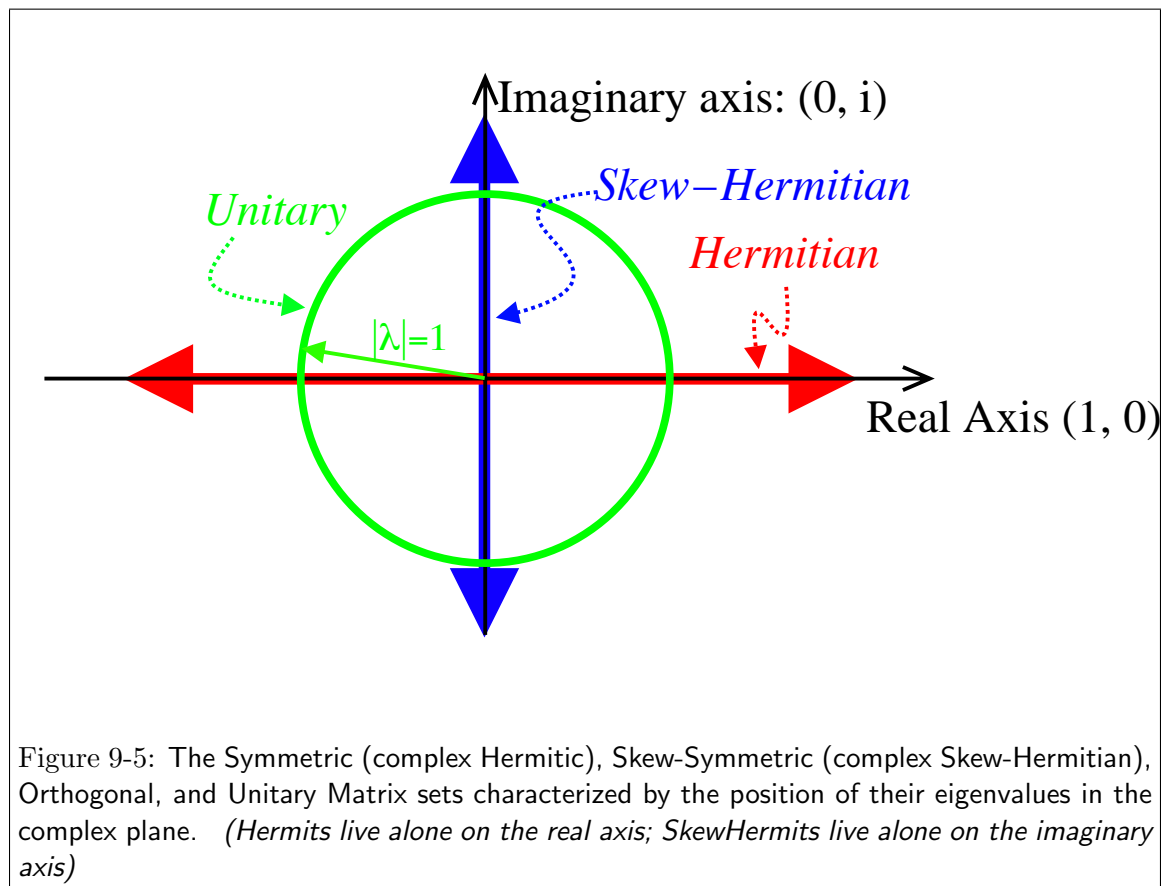 Imaginary axis: (0, i)
Skew–Hermitian
Unitary
Hermitian
|λ|=1
Real Axis (1, 0)
Figure 9-5: The Symmetric (complex Hermitic), Skew-Symmetric (complex Skew-Hermitian),
Orthogonal, and Unitary Matrix sets characterized by the position of their eigenvalues in the
complex plane. (Hermits live alone on the real axis; SkewHermits live alone on the imaginary
axis)